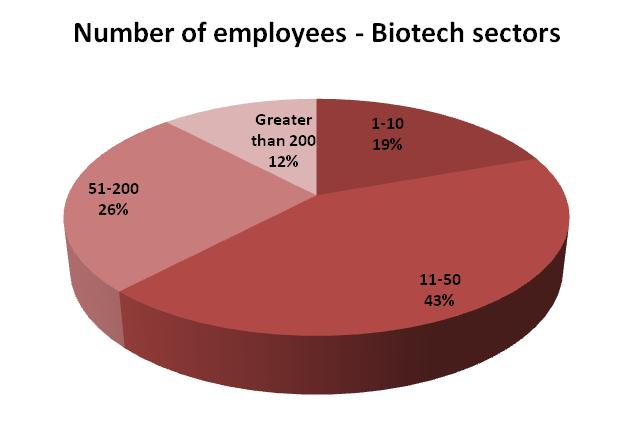 Number of employees - Biotech sectors
Greater
than 200
12%
1-10
19%
51-200
26%
11-50
43%